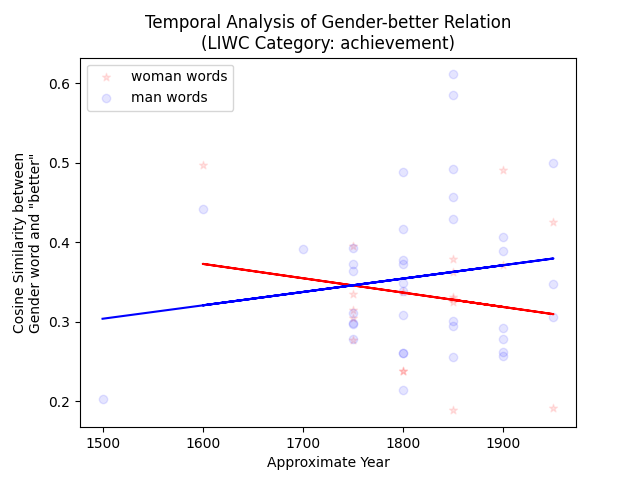 Temporal Analysis of Gender-better Relation
(LIWC Category: achievement)
woman words
man words
0.6
0.5
0.4
0.3
0.2
Cosine Similarity between
Gender word and "better"
1500 1600 1700 1800 1900
Approximate Year